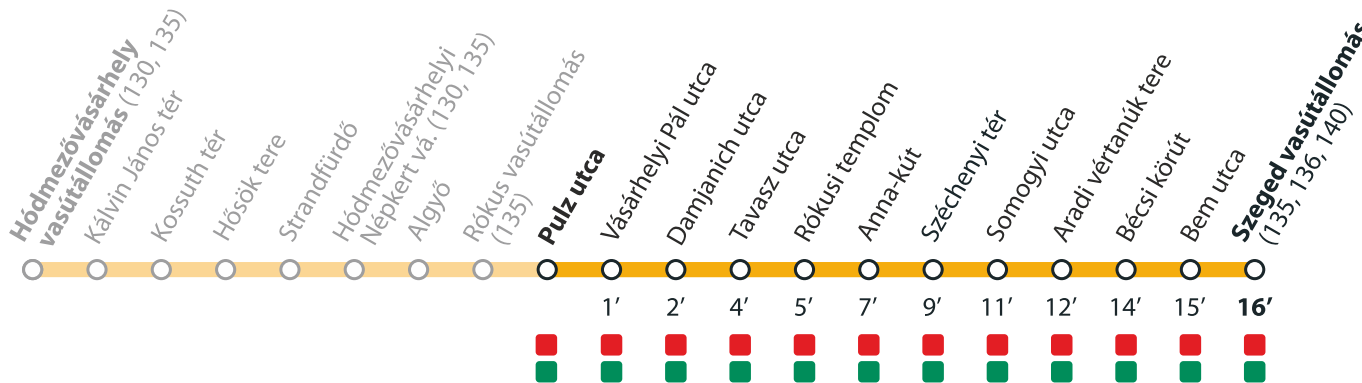 Hódmezővásárhely
vasútállomás (130, 135)
Kálvin János tér
Kossuth tér
Hősök tere
Strandfürdő
Hódmezővásárhelyi
Népkert vá. (130, 135)
Algyő
Rókus vasútállomás
(135)
Pulz utca
Vásárhelyi Pál utca
Damjanich utca
Tavasz utca
Rókusi templom
Anna-kút
Széchenyi tér
Somogyi utca
Aradi vértanúk tere
Bécsi körút
Bem utca
Szeged vasútállomás
(135, 136, 140)
1’ 2’ 4’ 5’ 7’ 9’ 11’ 12’ 14’ 15’ 16’